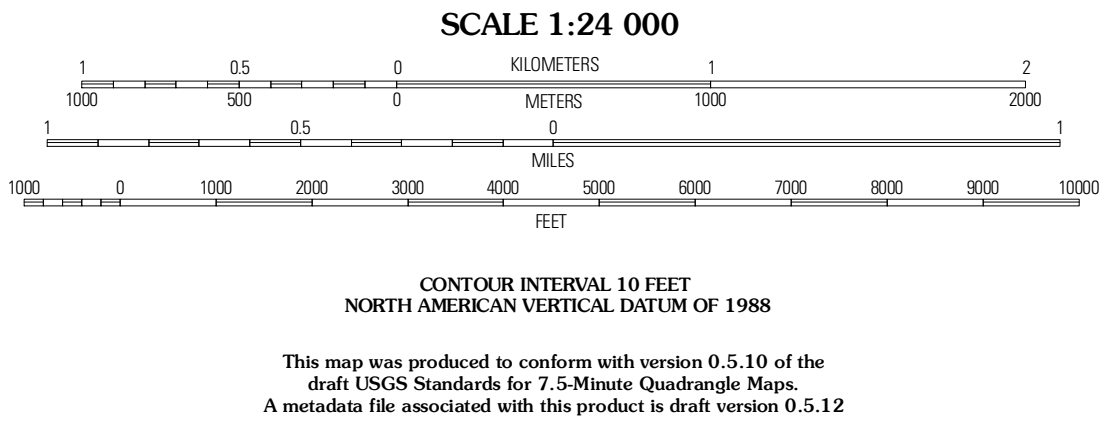 SCALE 1:24 000
1 0.5 0 KILOMETERS 1 2
1000 500 0 METERS 1000 2000
1 0.5 0 1
MILES
1000 0 1000 2000 3000 4000 5000 6000 7000 8000 9000 10000
FEET
CONTOUR INTERVAL 10 FEET
NORTH AMERICAN VERTICAL DATUM OF 1988
This map was produced to conform with version 0.5.10 of the
draft USGS Standards for 7.5-Minute Quadrangle Maps.
A metadata file associated with this product is draft version 0.5.12